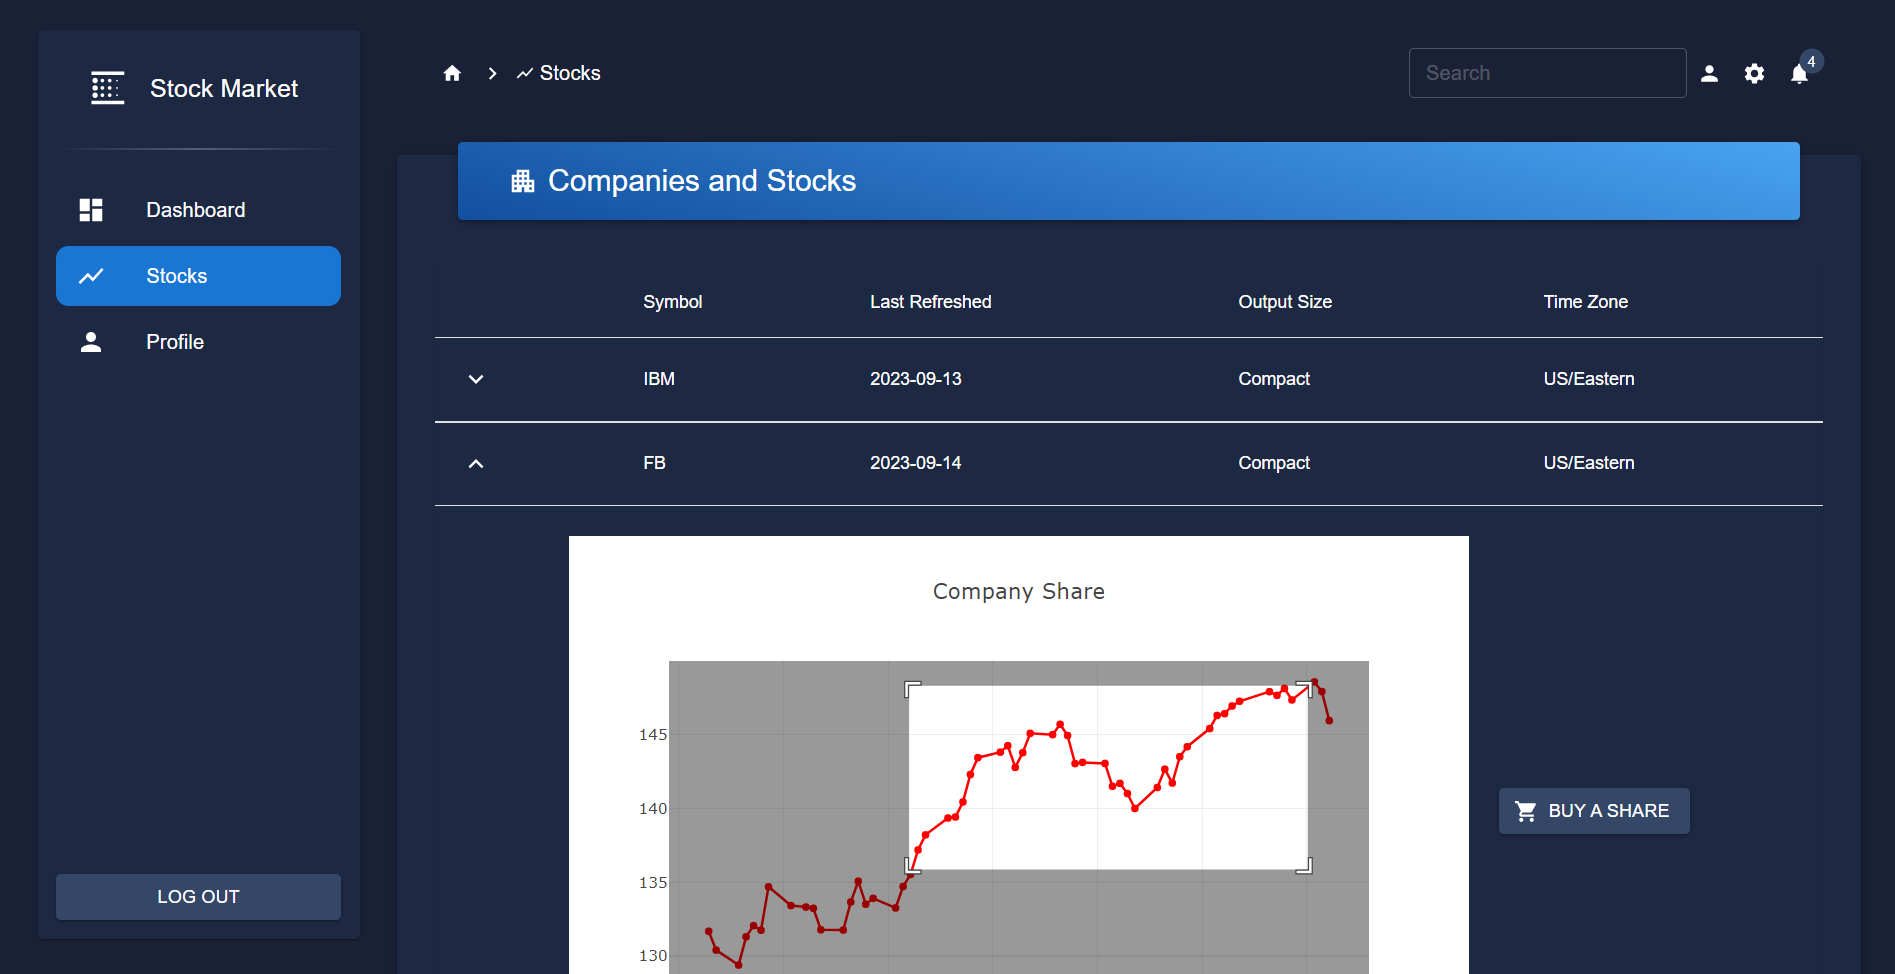 Stock Market
Dashboard
Stocks
Profile
LOG OUT
Stocks
Search
4
Companies and Stocks
Symbol Last Refreshed Output Size Time Zone
IBM 2023-09-13 Compact US/Eastern
FB 2023-09-14 Compact US/Eastern
Company Share
145
140
135
130
BUY A SHARE